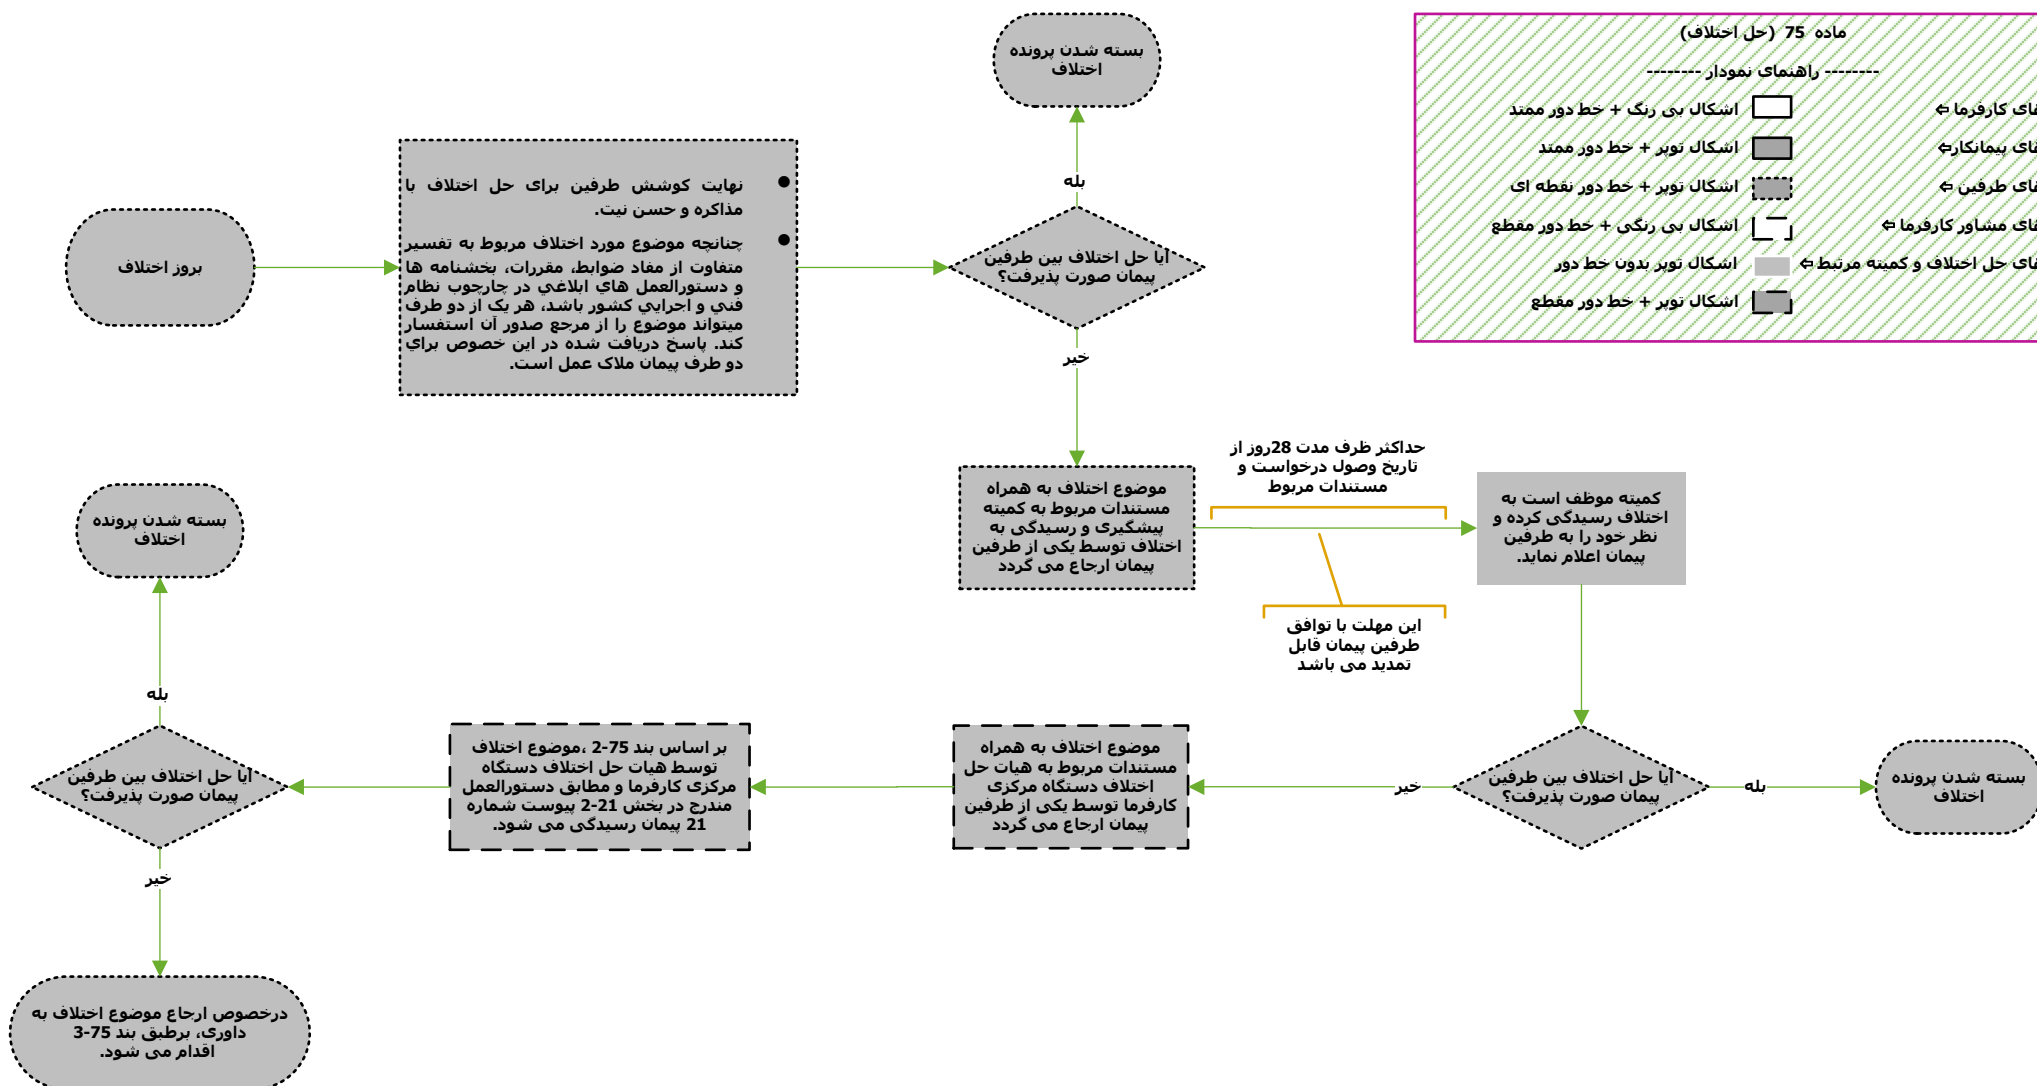 ماده 75 (حل اختلاف)
-------- راهنمای نمودار --------
کارفرما ⇦
اشکال بی رنگ + خط دور ممتد
پیمانکار⇦
اشکال توپر + خط دور ممتد
طرفین ⇦
اشکال توپر + خط دور نقطه ای
مشاور کارفرما ⇦
اشکال بی رنگی + خط دور مقطع
حل اختلاف و کمیته مرتبط ⇦
اشکال توپر بدون خط دور
اشکال توپر + خط دور مقطع
بروز اختلاف
● نهایت کوشش طرفین برای حل اختلاف با
مذاکره و حسن نیت.
● چنانچه موضوع مورد اختلاف مربوط به تفسیر
متفاوت از مفاد ضوابط، مقررات، بخشنامه ها
و دستورالعمل هاي ابلاغي در چارچوب نظام
فني و اجرايي کشور باشد، هر یک از دو طرف
میتواند موضوع را از مرجع صدور آن استفسار
کند. پاسخ دریافت شده در این خصوص براي
دو طرف پیمان ملاک عمل است.
آیا حل اختلاف بین طرفین
پیمان صورت پذیرفت؟
بله
بسته شدن پرونده
اختلاف
خیر
موضوع اختلاف به همراه
مستندات مربوط به کمیته
پیشگیری و رسیدگی به
اختلاف توسط یکی از طرفین
پیمان ارجاع می گردد
حداکثر ظرف مدت 28روز از
تاریخ وصول درخواست و
مستندات مربوط
این مهلت با توافق
طرفین پیمان قابل
تمدید می باشد
کمیته موظف است به
اختلاف رسیدگی کرده و
نظر خود را به طرفین
پیمان اعلام نماید.
آیا حل اختلاف بین طرفین
پیمان صورت پذیرفت؟
بله
بسته شدن پرونده
اختلاف
خیر
موضوع اختلاف به همراه
مستندات مربوط به هیات حل
اختلاف دستگاه مرکزی
کارفرما توسط یکی از طرفین
پیمان ارجاع می گردد
بر اساس بند 75-2 ،موضوع اختلاف
توسط هیات حل اختلاف دستگاه
مرکزی کارفرما و مطابق دستورالعمل
مندرج در بخش 21-2 پیوست شماره
21 پیمان رسیدگی می شود.
آیا حل اختلاف بین طرفین
پیمان صورت پذیرفت؟
بله
بسته شدن پرونده
اختلاف
خیر
درخصوص ارجاع موضوع اختلاف به
داوری، برطبق بند 75-3
اقدام می شود.